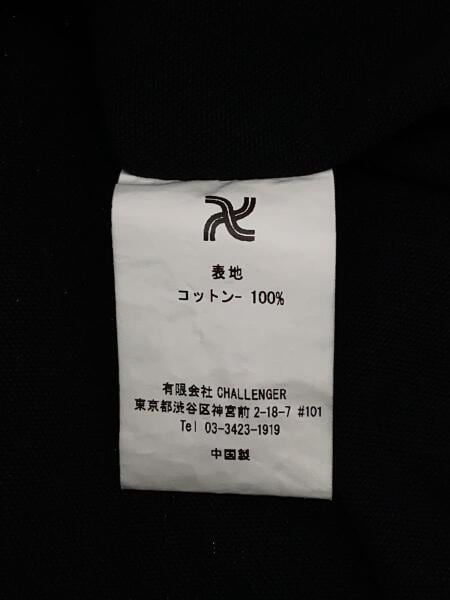 表地
コットン- 100%
有限会社 CHALLENGER
東京都渋谷区神宮前 2-18-7 #101
Tel 03-3423-1919
中国製